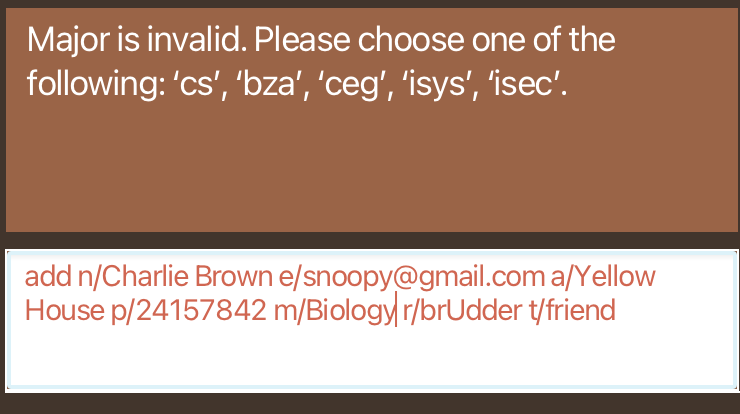 Major is invalid. Please choose one of the
following: ‘cs’, ‘bza’, ‘ceg’, ‘isys’, ‘isec’.
add n/Charlie Brown e/snoopy@gmail.com a/Yellow
House p/24157842 m/Biology r/brUdder t/friend